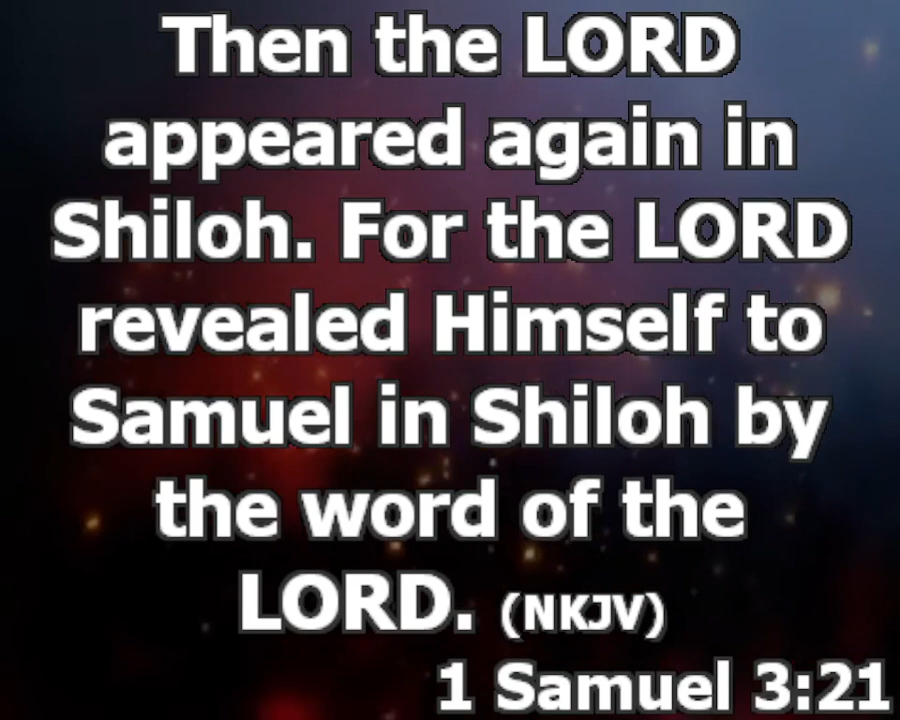 Then the LORD
appeared again in
Shiloh. For the LORD
revealed Himself to
Samuel in Shiloh by
the word of the
LORD. (NKJV)
1 Samuel 3:21